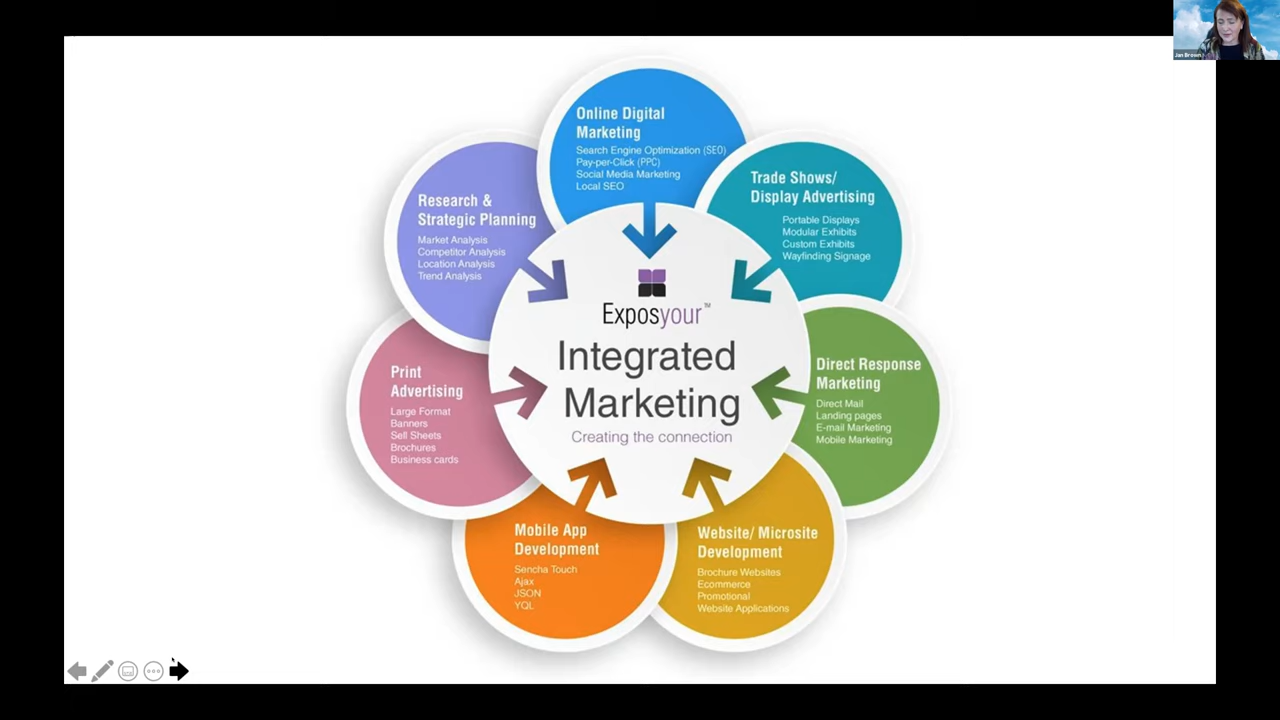 Jan Brown
Online Digital
Marketing
Search Engine Optimization (SEO)
Pay-per-Click (PPC)
Social Media Marketing
Local SEO
Trade Shows/
Display Advertising
Portable Displays
Modular Exhibits
Custom Exhibits
Wayfinding Signage
Research &
Strategic Planning
Market Analysis
Competitor Analysis
Location Analysis
Trend Analysis
Exposyour™
Integrated
Marketing
Creating the connection
Direct Response
Marketing
Direct Mail
Landing pages
E-mail Marketing
Mobile Marketing
Print
Advertising
Large Format
Banners
Sell Sheets
Brochures
Business cards
Mobile App
Development
Sencha Touch
Ajax
JSON
YQL
Website/ Microsite
Development
Brochure Websites
Ecommerce
Promotional
Website Applications